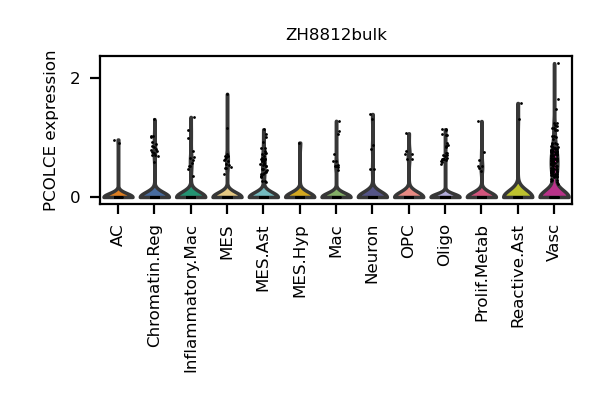 ZH8812bulk
PCOLCE expression
2
0
AC
Chromatin.Reg
Inflammatory.Mac
MES
MES.Ast
MES.Hyp
Mac
Neuron
OPC
Oligo
Prolif.Metab
Reactive.Ast
Vasc